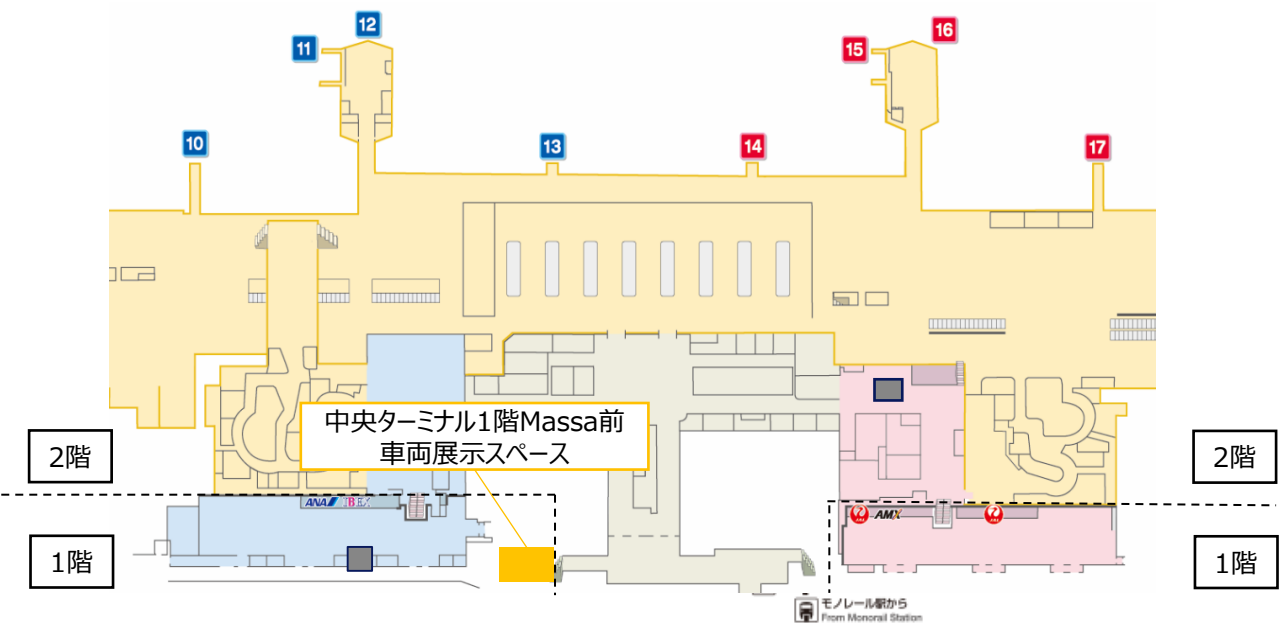 12
16
11
15
10
13
14
17
中央ターミナル1階Massa前
車両展示スペース
2階
2階
ANA IBEX
JAL AMX JAL
1階
1階
モノレール駅から
From Monorail Station